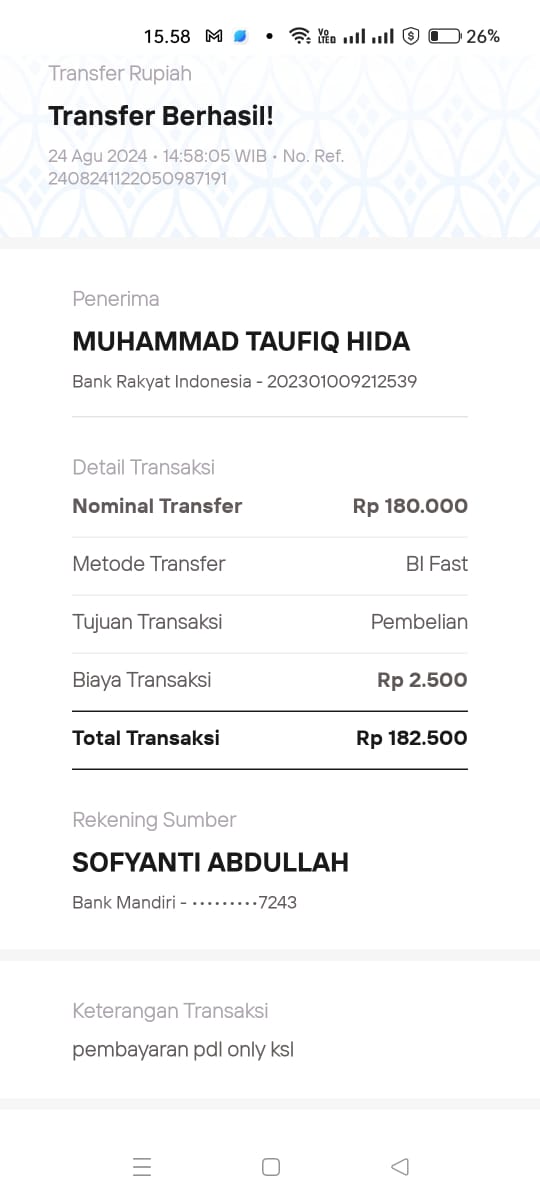 15.58 26%
Transfer Rupiah
Transfer Berhasil!
24 Agu 2024 • 14:58:05 WIB • No. Ref.
2408241122050987191
Penerima
MUHAMMAD TAUFIQ HIDA
Bank Rakyat Indonesia - 202301009212539
Detail Transaksi
Nominal Transfer Rp 180.000
Metode Transfer BI Fast
Tujuan Transaksi Pembelian
Biaya Transaksi Rp 2.500
Total Transaksi Rp 182.500
Rekening Sumber
SOFYANTI ABDULLAH
Bank Mandiri - •••••••••7243
Keterangan Transaksi
pembayaran pdl only ksl